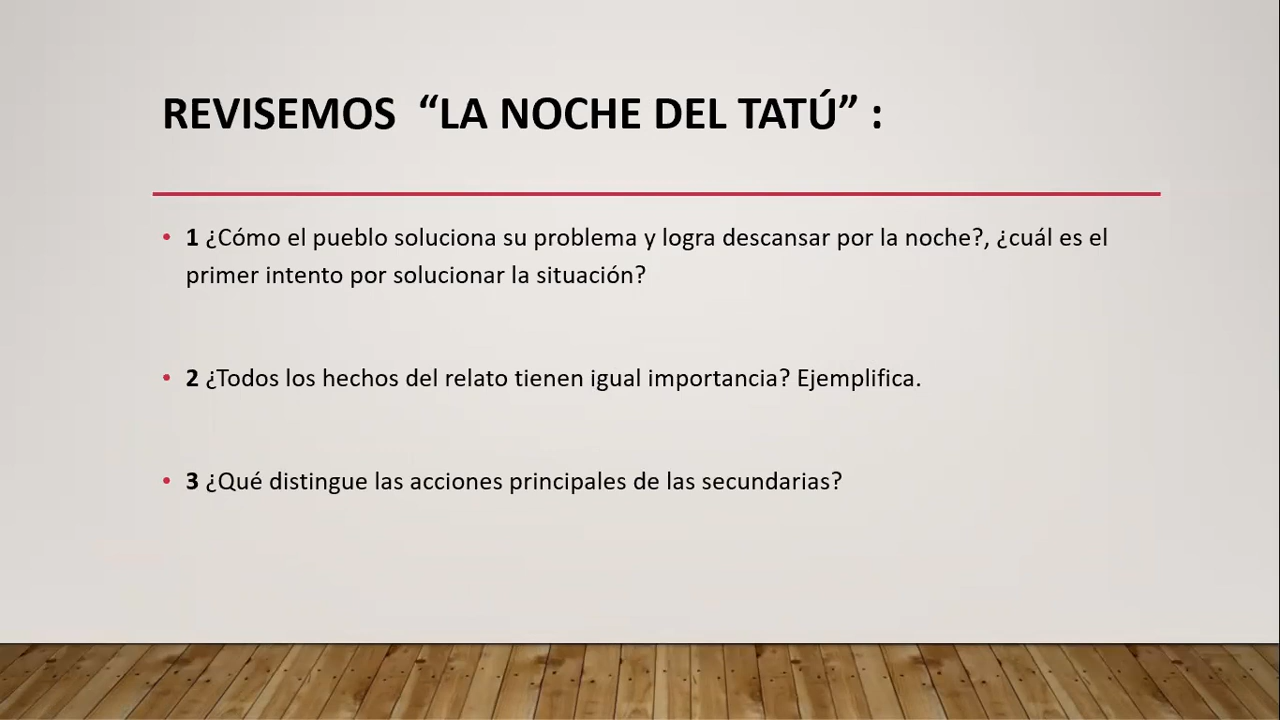 REVISEMOS “LA NOCHE DEL TATÚ” :
• 1 ¿Cómo el pueblo soluciona su problema y logra descansar por la noche?, ¿cuál es el
primer intento por solucionar la situación?
• 2 ¿Todos los hechos del relato tienen igual importancia? Ejemplifica.
• 3 ¿Qué distingue las acciones principales de las secundarias?